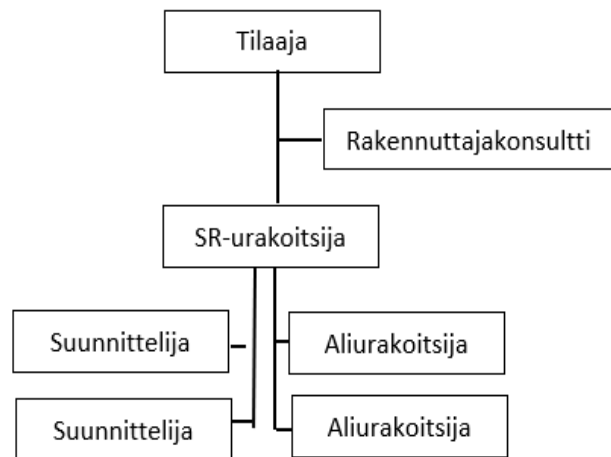 Tilaaja
Rakennuttajakonsultti
SR-urakoitsija
Suunnittelija
Aliurakoitsija
Suunnittelija
Aliurakoitsija